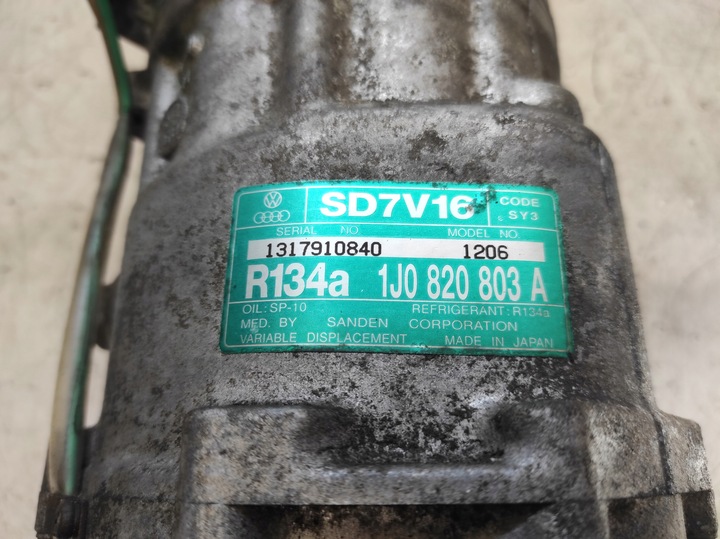 SD7V16 CODE SY3
SERIAL NO MODEL NO.
1317910840 1206
R134a 1J0 820 803 A
OIL: SP-10 REFRIGERANT: R134a
MFD. BY SANDEN CORPORATION
VARIABLE DISPLACEMENT MADE IN JAPAN